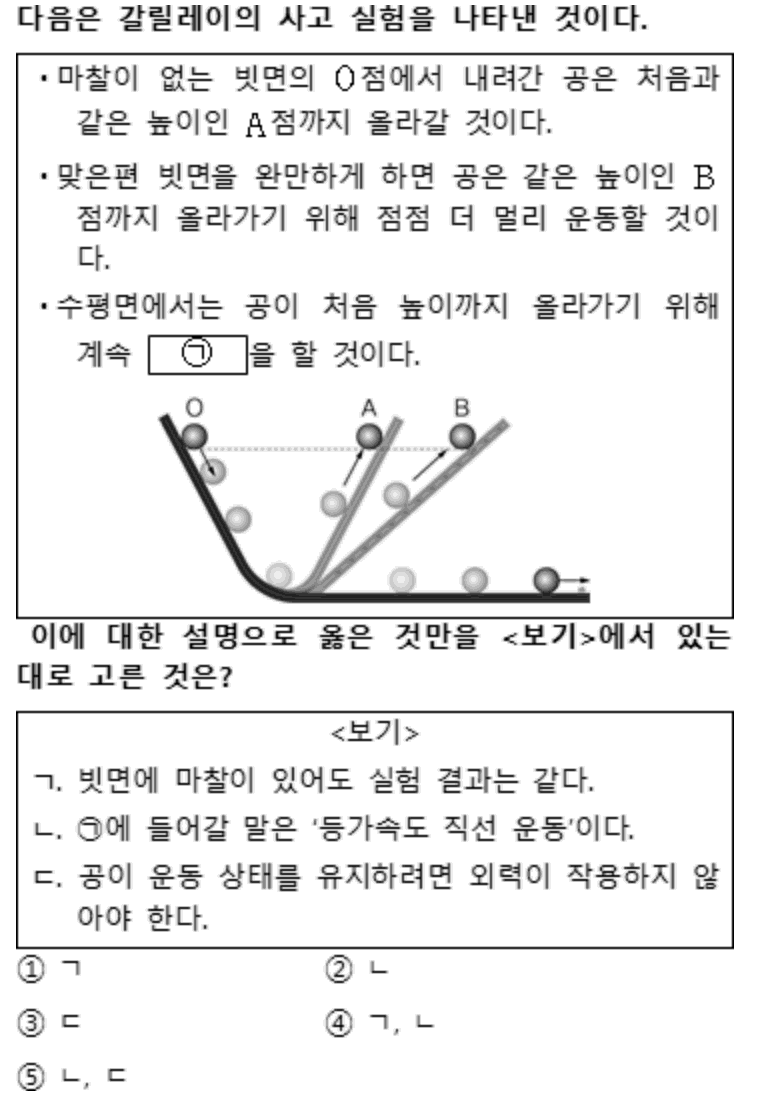 다음은 갈릴레이의 사고 실험을 나타낸 것이다.
・마찰이 없는 빗면의 O점에서 내려간 공은 처음과
같은 높이인 A점까지 올라갈 것이다.
・맞은편 빗면을 완만하게 하면 공은 같은 높이인 B
점까지 올라가기 위해 점점 더 멀리 운동할 것이
다.
・수평면에서는 공이 처음 높이까지 올라가기 위해
계속 ㉠ 을 할 것이다.
O A B
이에 대한 설명으로 옳은 것만을 <보기>에서 있는
대로 고른 것은?
<보기>
ㄱ. 빗면에 마찰이 있어도 실험 결과는 같다.
ㄴ. ㉠에 들어갈 말은 ‘등가속도 직선 운동’이다.
ㄷ. 공이 운동 상태를 유지하려면 외력이 작용하지 않
아야 한다.
① ㄱ ② ㄴ
③ ㄷ ④ ㄱ, ㄴ
⑤ ㄴ, ㄷ